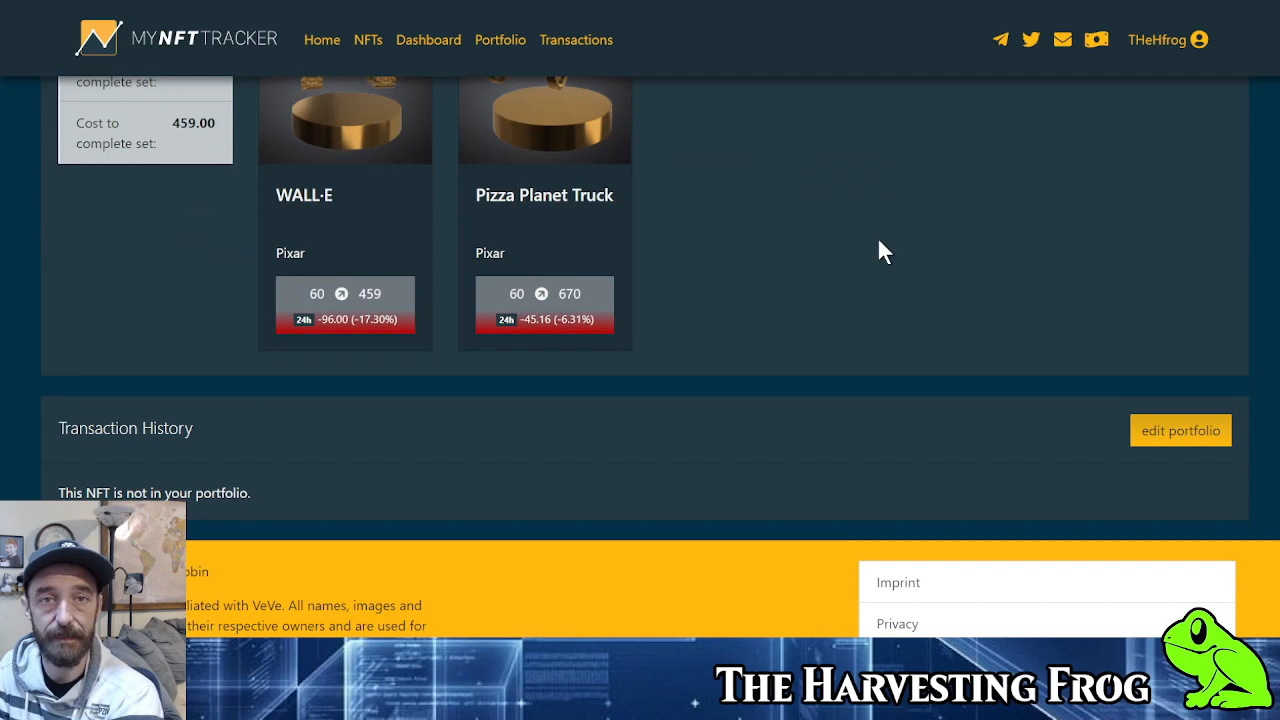 MYNFTTRACKER Home NFTs Dashboard Portfolio Transactions THeHfrog
complete set:
Cost to complete set: 459.00
WALL·E
Pixar
60 459
24h -96.00 (-17.30%)
Pizza Planet Truck
Pixar
60 670
24h -45.16 (-6.31%)
Transaction History
edit portfolio
This NFT is not in your portfolio.
obin
liated with VeVe. All names, images and
their respective owners and are used for
Imprint
Privacy
The Harvesting Frog